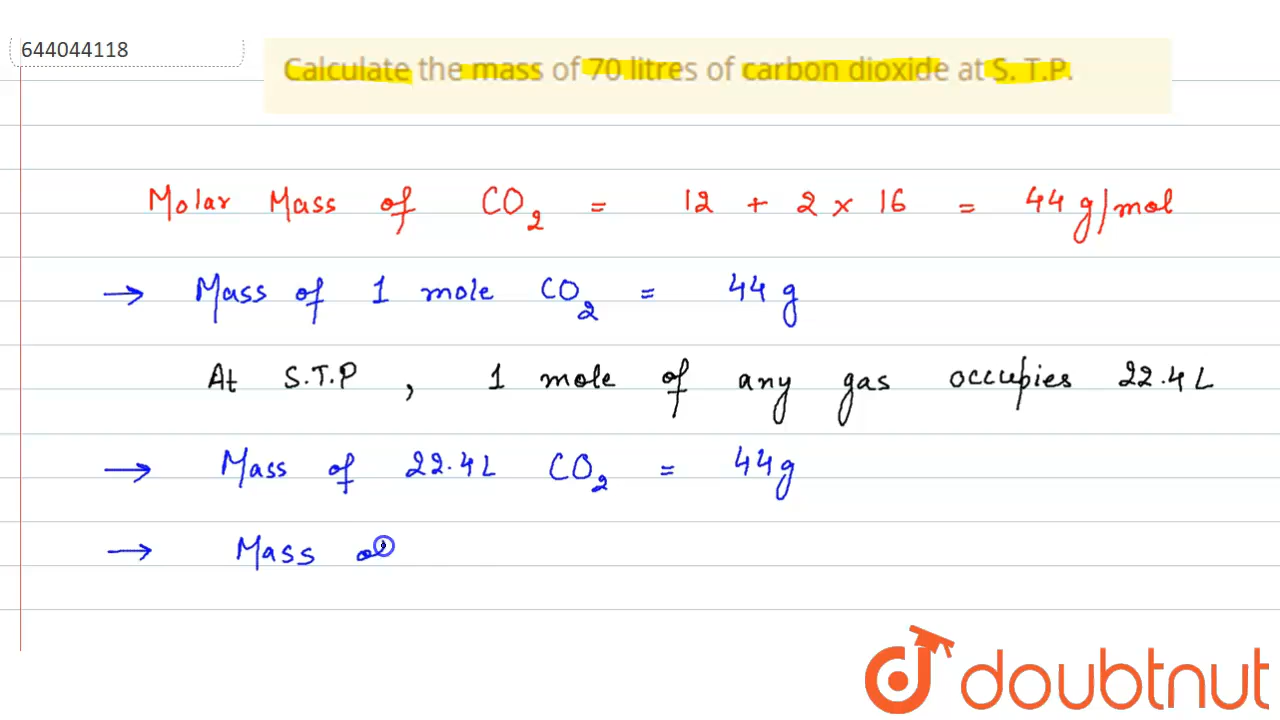 644044118
Calculate the mass of 70 litres of carbon dioxide at S. T.P.
Molar Mass of CO2 = 12 + 2 × 16 = 44 g/mol
→ Mass of 1 mole CO2 = 44 g
At S.T.P , 1 mole of any gas occupies 22.4 L
→ Mass of 22.4 L CO2 = 44g
→ Mass o
doubtnut